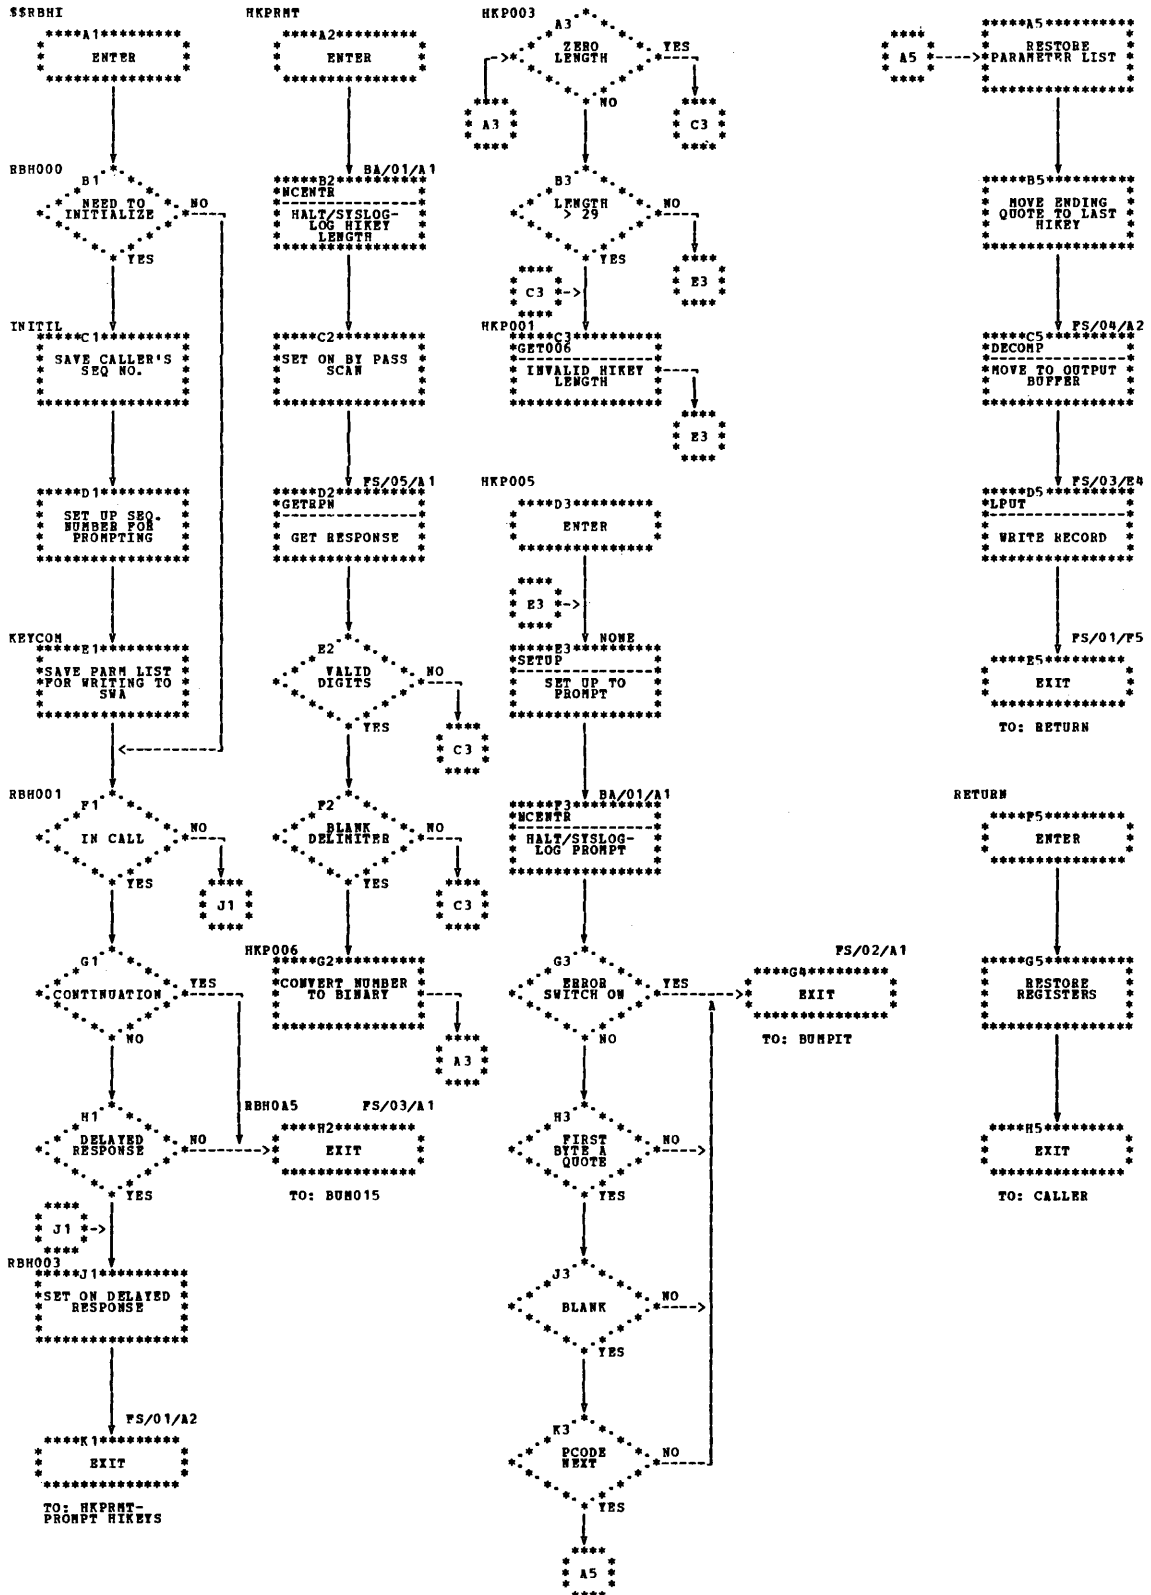 $$RBHI
A1
ENTER
RBH000
B1
NEED TO
INITIALIZE
NO
YES
INITIL
C1
SAVE CALLER'S
SEQ NO.
D1
SET UP SEQ.
NUMBER FOR
PROMPTING
KEYCOM
E1
SAVE PARM LIST
FOR WRITING TO
SWA
RBH001
F1
IN CALL
NO
J1
YES
G1
CONTINUATION
YES
NO
H1
DELAYED
RESPONSE
NO
YES
J1
RBH003
J1
SET ON DELAYED
RESPONSE
FS/01/A2
K1
EXIT
TO: HKPRMT-
PROMPT HIKEYS
HKPRMT
A2
ENTER
BA/01/A1
B2
NCENTR
HALT/SYSLOG-
LOG HIKEY
LENGTH
C2
SET ON BY PASS
SCAN
FS/05/A1
D2
GETRPN
GET RESPONSE
E2
VALID
DIGITS
NO
C3
YES
F2
BLANK
DELIMITER
NO
C3
YES
HKP006
G2
CONVERT NUMBER
TO BINARY
A3
RBH0A5
FS/03/A1
H2
EXIT
TO: BUM015
HKP003
A3
ZERO
LENGTH
YES
A3
NO
C3
B3
LENGTH
> 29
NO
YES
E3
C3
HKP001
C3
GET006
INVALID HIKEY
LENGTH
E3
HKP005
D3
ENTER
E3
NONE
E3
SETUP
SET UP TO
PROMPT
BA/01/A1
F3
NCENTR
HALT/SYSLOG-
LOG PROMPT
G3
ERROR
SWITCH ON
YES
NO
FS/02/A1
G4
EXIT
TO: BUMPIT
H3
FIRST
BYTE A
QUOTE
NO
YES
J3
BLANK
NO
YES
K3
PCODE
NEXT
NO
YES
A5
A5
A5
RESTORE
PARAMETER LIST
B5
MOVE ENDING
QUOTE TO LAST
HIKEY
FS/04/A2
C5
DECOMP
MOVE TO OUTPUT
BUFFER
FS/03/E4
D5
LPUT
WRITE RECORD
FS/01/F5
E5
EXIT
TO: RETURN
RETURN
F5
ENTER
G5
RESTORE
REGISTERS
H5
EXIT
TO: CALLER